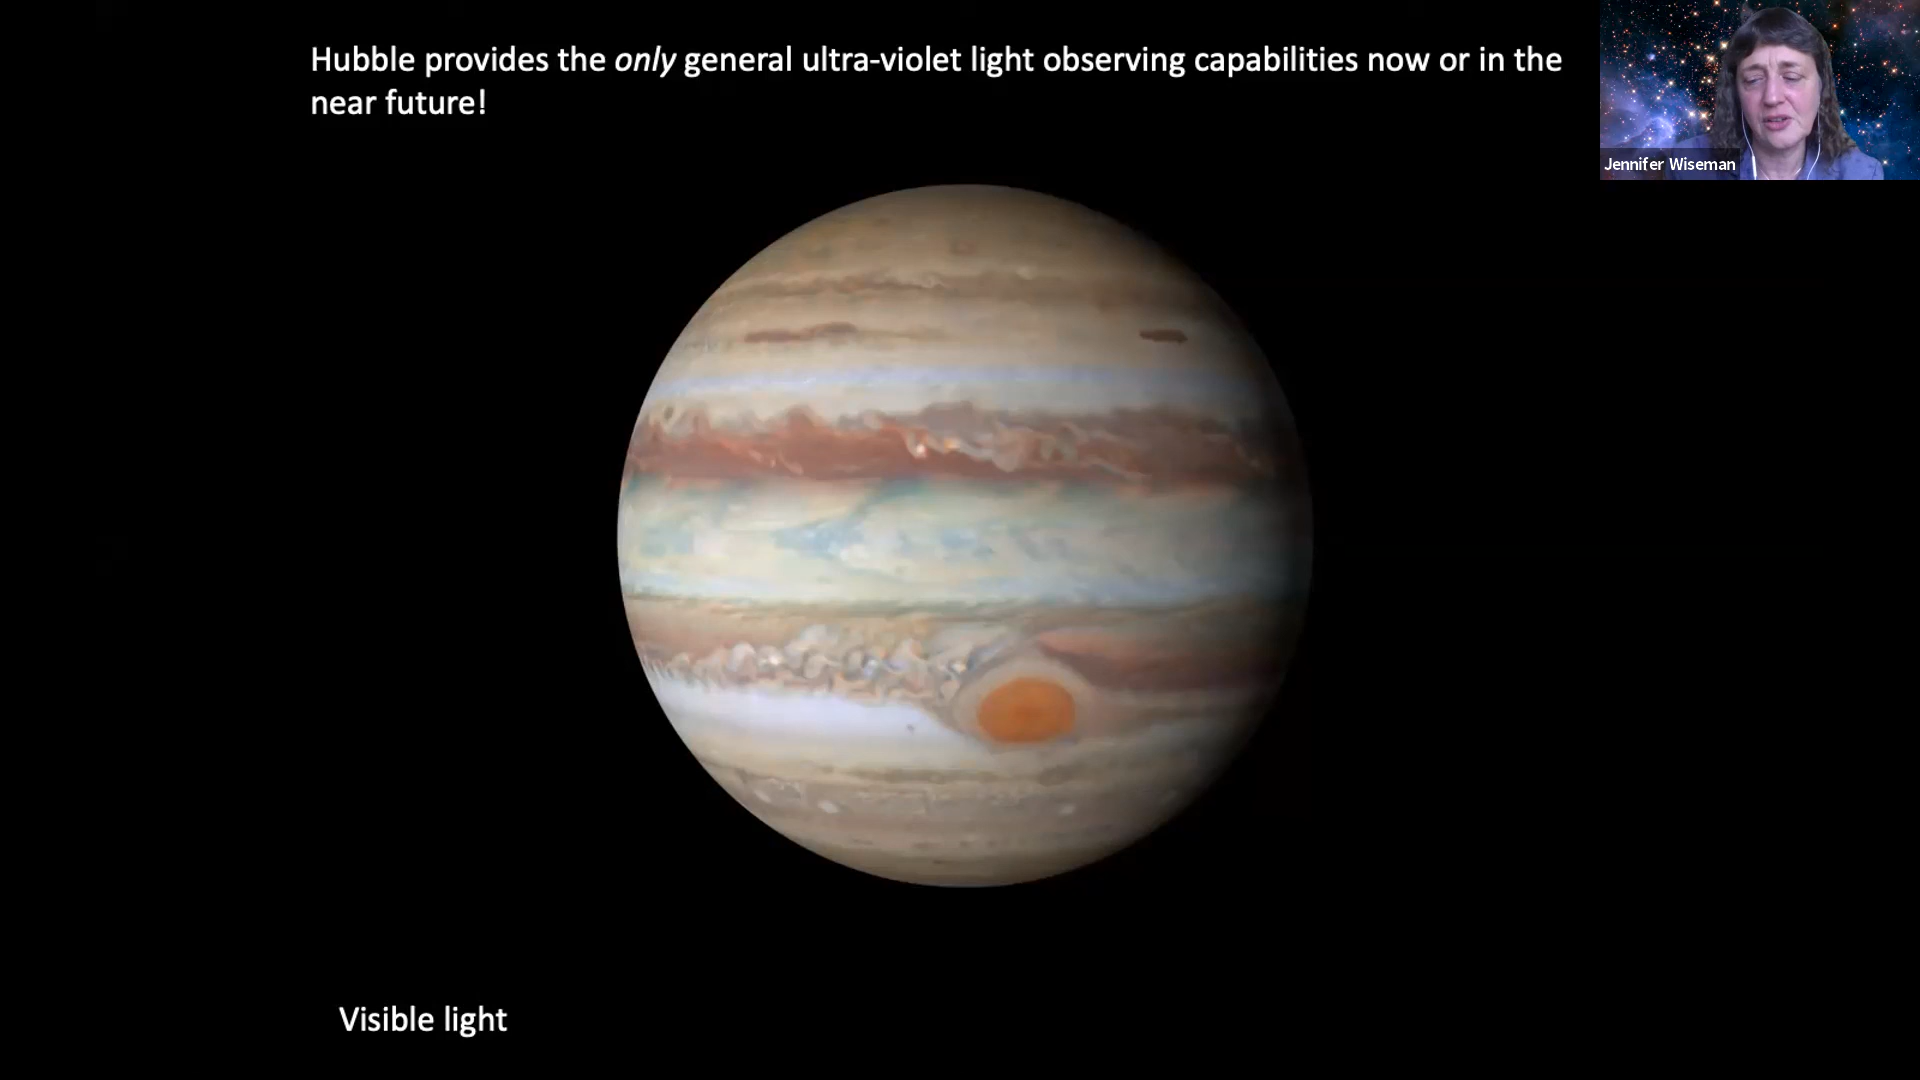 Hubble provides the only general ultra-violet light observing capabilities now or in the
near future!
Jennifer Wiseman
Visible light